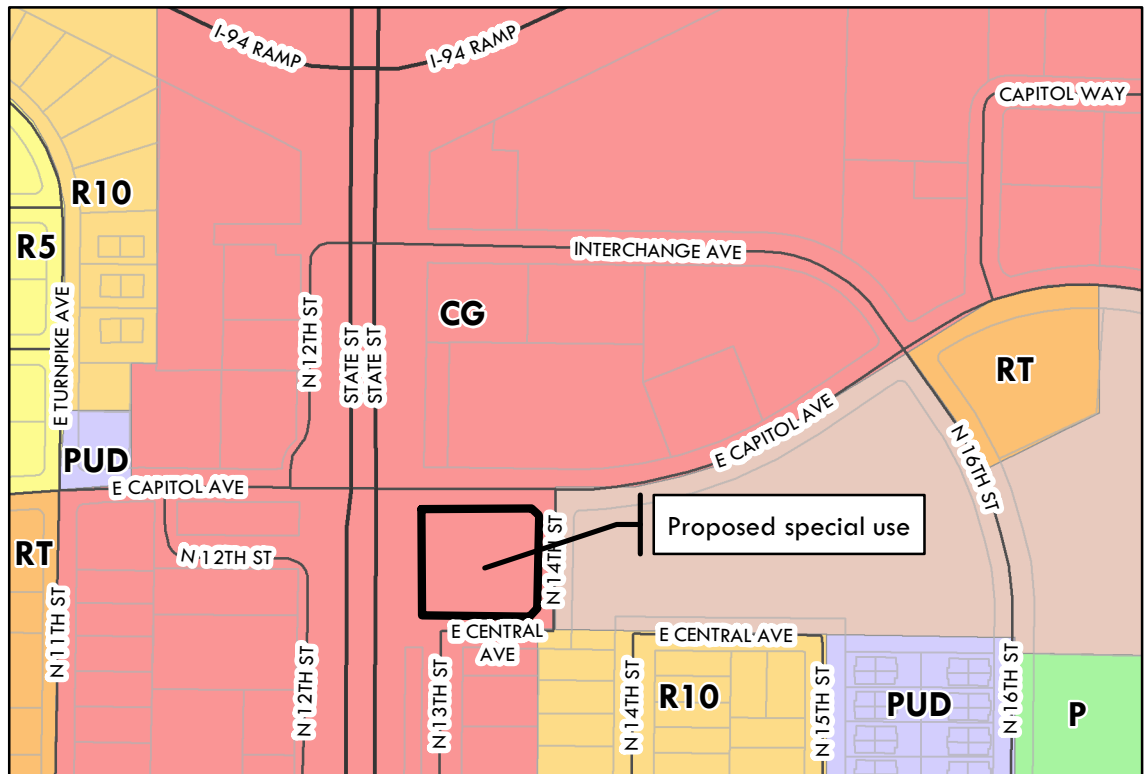 I-94 RAMP
I-94 RAMP
CAPITOL WAY
R10
R5
INTERCHANGE AVE
CG
N 12TH ST
STATE ST
STATE ST
E TURNPIKE AVE
RT
E CAPITOL AVE
N 16TH ST
PUD
E CAPITOL AVE
Proposed special use
RT
N 12TH ST
N 14TH ST
N 11TH ST
E CENTRAL
AVE
E CENTRAL AVE
N 12TH ST
N 13TH ST
N 14TH ST
R10
N 15TH ST
PUD
N 16TH ST
P